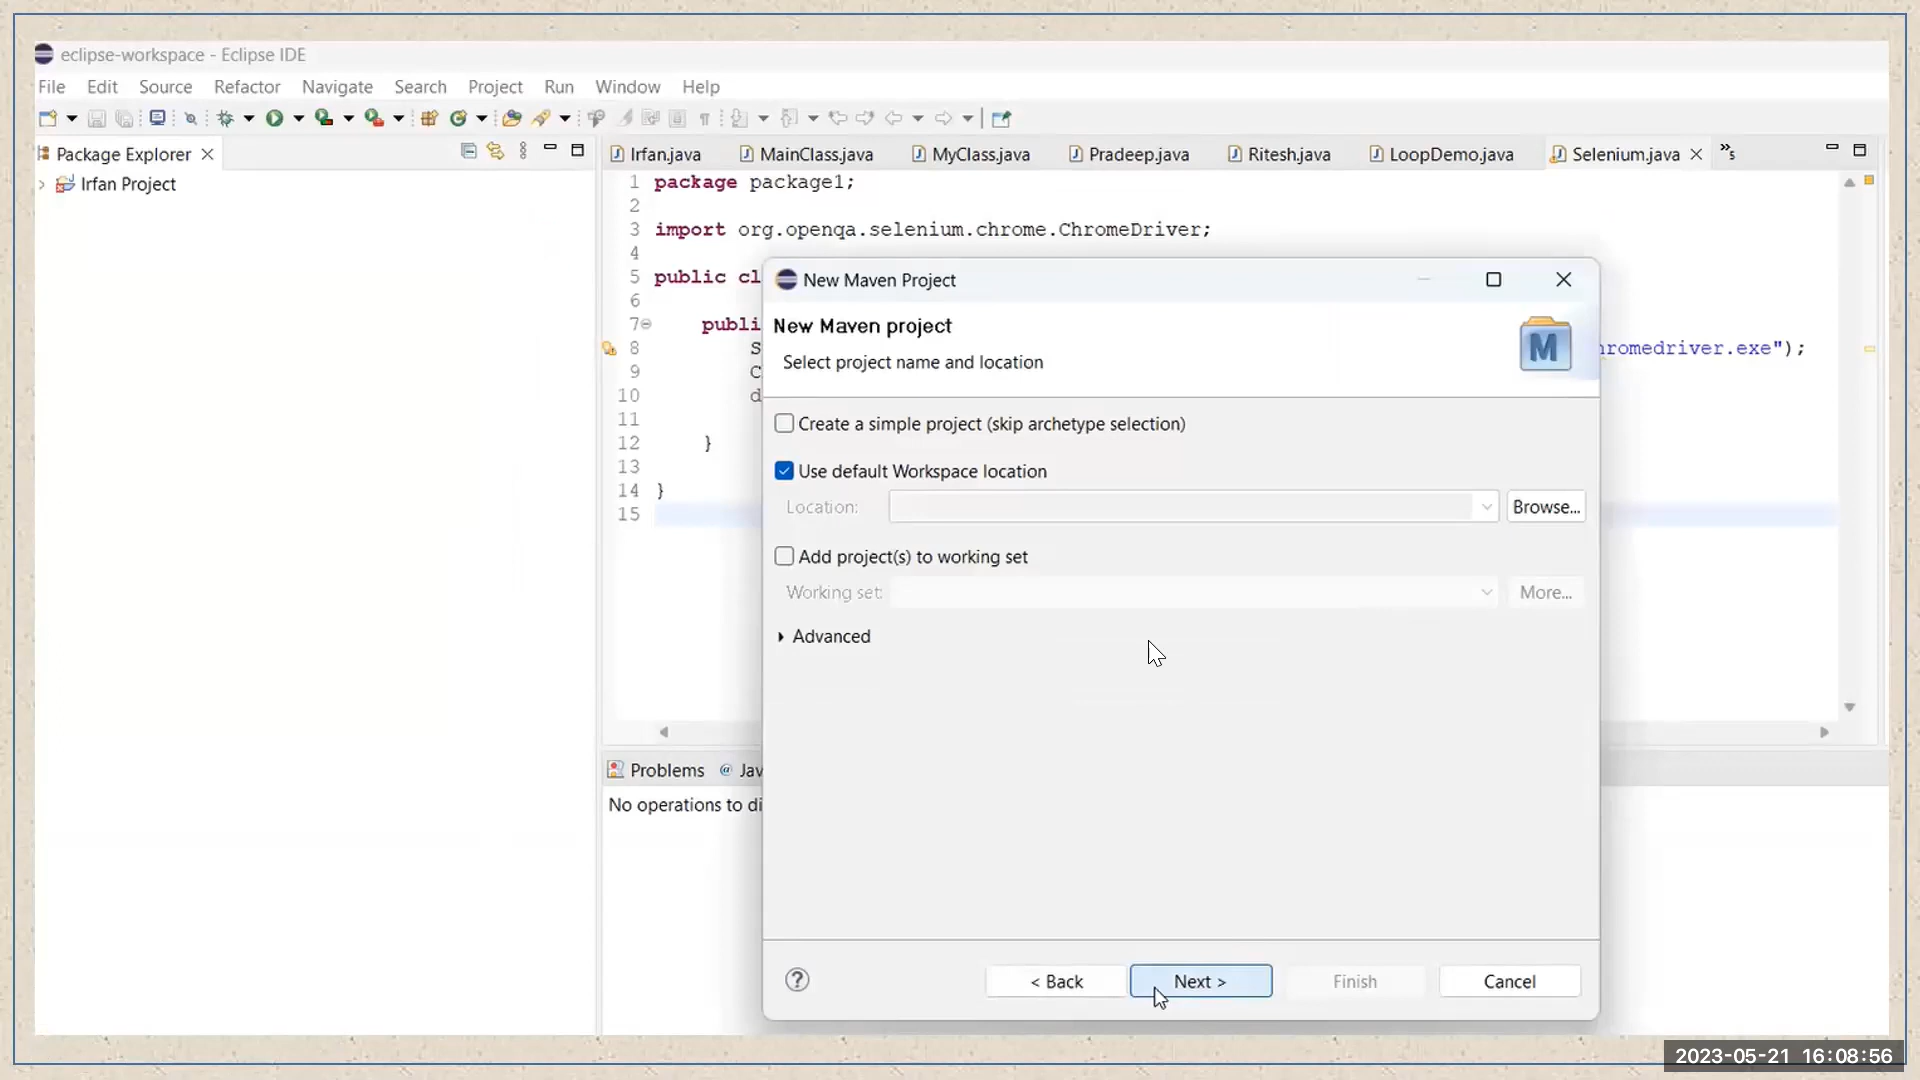 eclipse-workspace - Eclipse IDE
File Edit Source Refactor Navigate Search Project Run Window Help
Package Explorer
Irfan Project
Irfan.java MainClass.java MyClass.java Pradeep.java Ritesh.java LoopDemo.java Selenium.java »5
1 package package1;
2
3 import org.openqa.selenium.chrome.ChromeDriver;
4
5 public cl
6
7 publi
8 S hromedriver.exe");
9 C
10 d
11
12 }
13
14 }
15
New Maven Project
New Maven project
Select project name and location
M
Create a simple project (skip archetype selection)
Use default Workspace location
Location: Browse...
Add project(s) to working set
Working set: More...
Advanced
? < Back Next > Finish Cancel
Problems @ Jav
No operations to di
2023-05-21 16:08:56